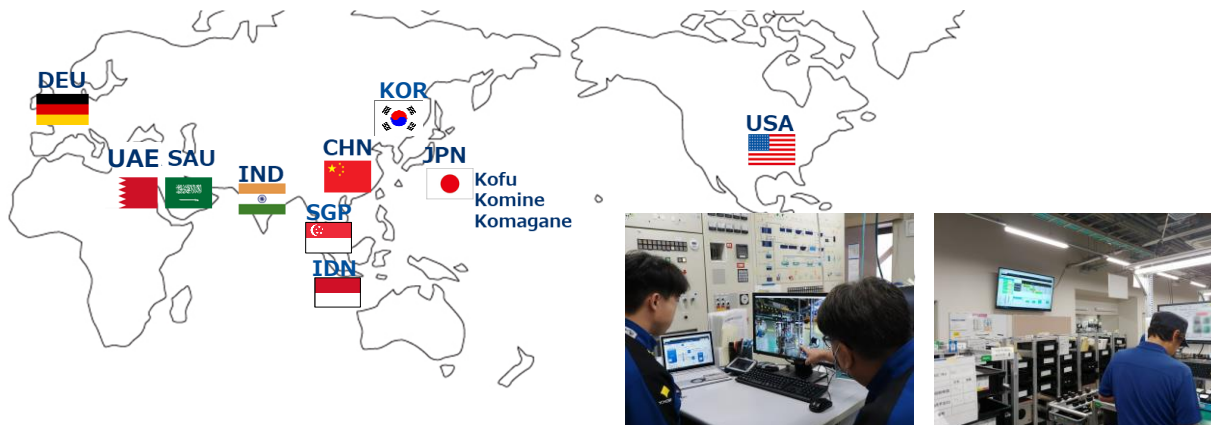 DEU
KOR
USA
CHN
JPN
UAE SAU
IND
Kofu
Komine
Komagane
SGP
IDN